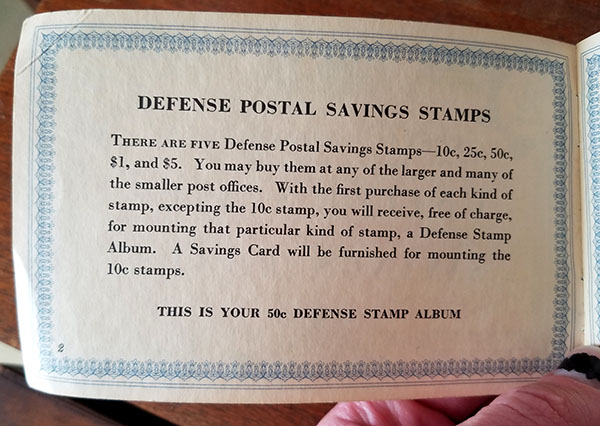 DEFENSE POSTAL SAVINGS STAMPS
THERE ARE FIVE Defense Postal Savings Stamps—10c, 25c, 50c,
$1, and $5. You may buy them at any of the larger and many of
the smaller post offices. With the first purchase of each kind of
stamp, excepting the 10c stamp, you will receive, free of charge,
for mounting that particular kind of stamp, a Defense Stamp
Album. A Savings Card will be furnished for mounting the
10c stamps.
THIS IS YOUR 50c DEFENSE STAMP ALBUM
2